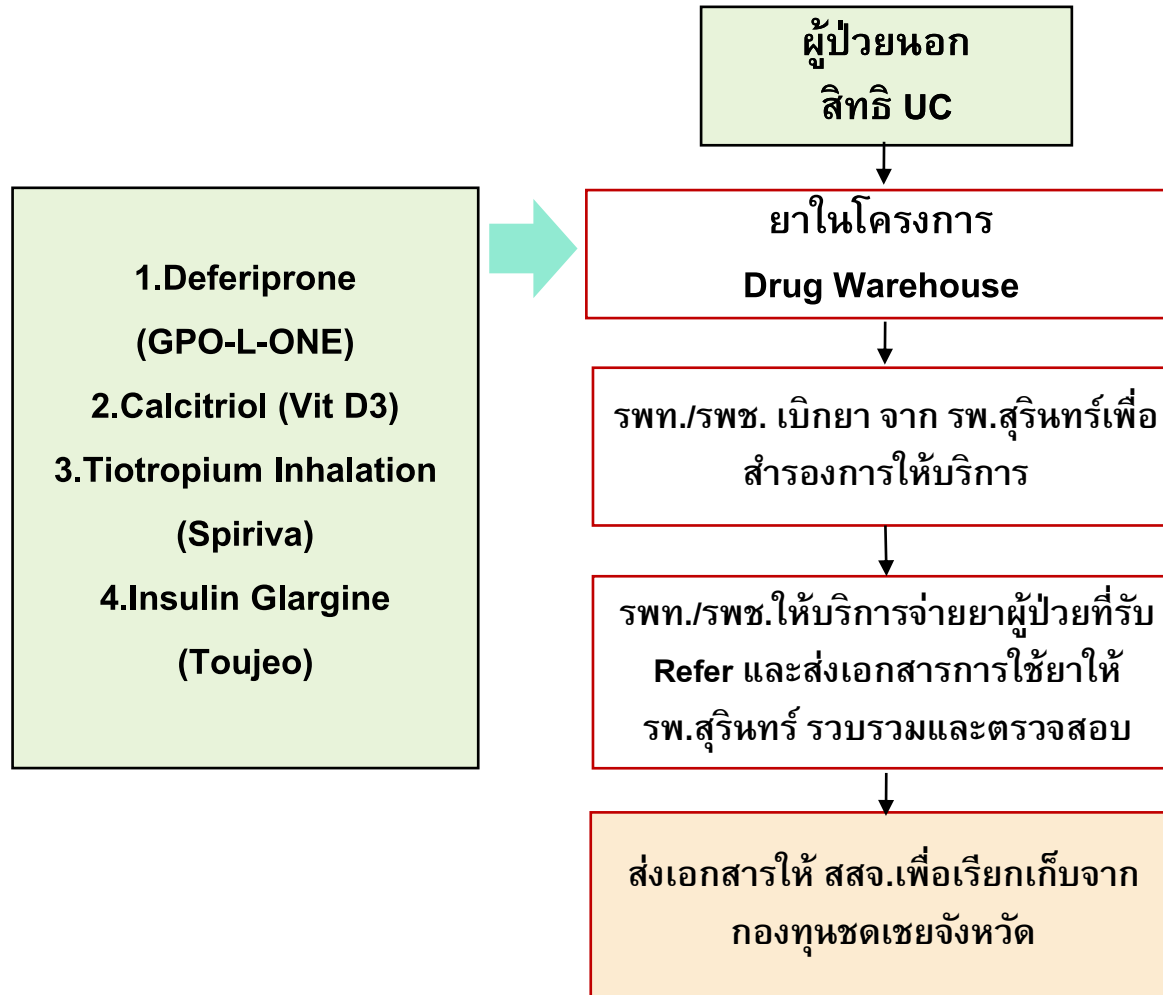 ผู้ป่วยนอก
สิทธิ UC
1.Deferiprone
(GPO-L-ONE)
2.Calcitriol (Vit D3)
3.Tiotropium Inhalation
(Spiriva)
4.Insulin Glargine
(Toujeo)
ยาในโครงการ
Drug Warehouse
รพท./รพช. เบิกยา จาก รพ.สุรินทร์เพื่อ
สำรองการให้บริการ
รพท./รพช.ให้บริการจ่ายยาผู้ป่วยที่รับ
Refer และส่งเอกสารการใช้ยาให้
รพ.สุรินทร์ รวบรวมและตรวจสอบ
ส่งเอกสารให้ สสจ.เพื่อเรียกเก็บจาก
กองทุนชดเชยจังหวัด